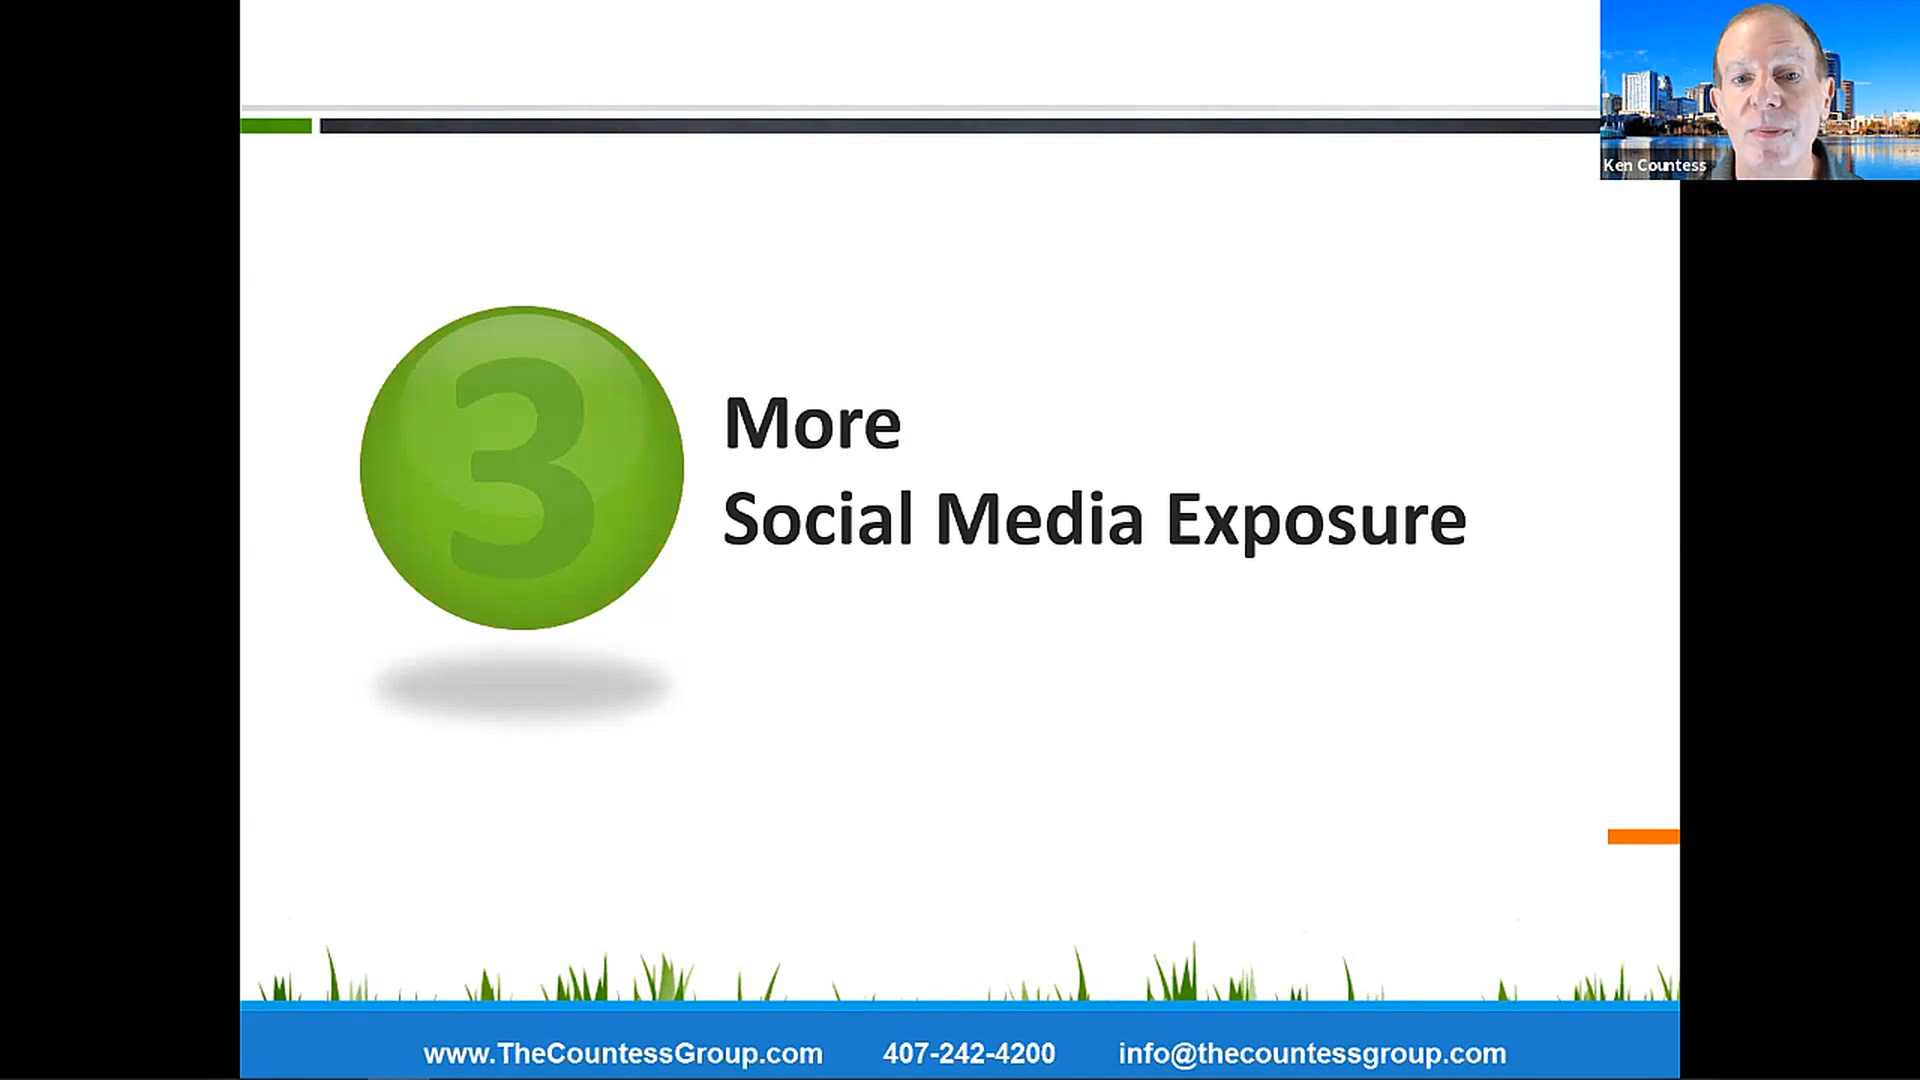 Ken Countess
3
More
Social Media Exposure
www.TheCountessGroup.com 407-242-4200 info@thecountessgroup.com